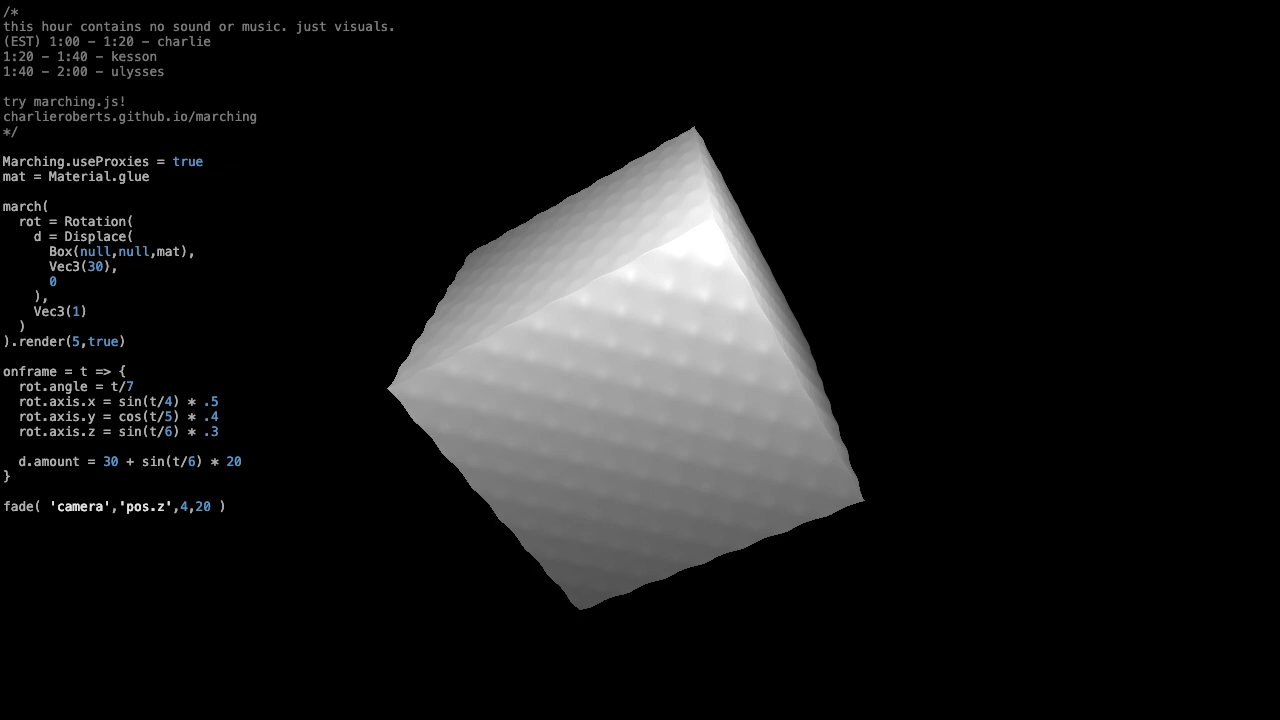 /*
this hour contains no sound or music. just visuals.
(EST) 1:00 - 1:20 - charlie
1:20 - 1:40 - kesson
1:40 - 2:00 - ulysses
try marching.js!
charlieroberts.github.io/marching
*/
Marching.useProxies = true
mat = Material.glue
march(
  rot = Rotation(
    d = Displace(
      Box(null,null,mat),
      Vec3(30),
      0
    ),
    Vec3(1)
  )
).render(5,true)
onframe = t => {
  rot.angle = t/7
  rot.axis.x = sin(t/4) * .5
  rot.axis.y = cos(t/5) * .4
  rot.axis.z = sin(t/6) * .3
  d.amount = 30 + sin(t/6) * 20
}
fade( 'camera','pos.z',4,20 )